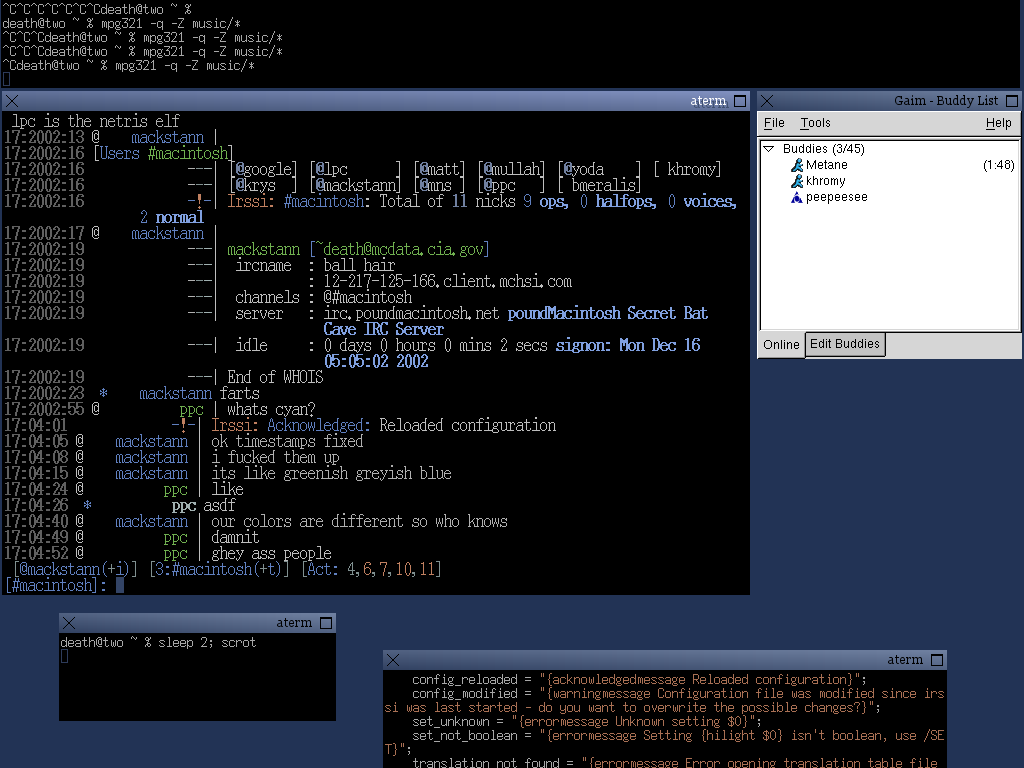 ^C^C^C^C^C^C^Cdeath@two ~ %
death@two ~ % mpg321 -q -Z music/*
^C^C^Cdeath@two ~ % mpg321 -q -Z music/*
^C^C^Cdeath@two ~ % mpg321 -q -Z music/*
^Cdeath@two ~ % mpg321 -q -Z music/*
aterm
lpc is the netris elf
17:2002:13 @ mackstann |
17:2002:16 [Users #macintosh]
17:2002:16 ---| [@google] [@lpc ] [@matt] [@mullah] [@yoda ] [ khromy]
17:2002:16 ---| [@krys ] [@mackstann] [@mns ] [@ppc ] [ bmeralis]
17:2002:16 -!-| Irssi: #macintosh: Total of 11 nicks 9 ops, 0 halfops, 0 voices,
2 normal
17:2002:17 @ mackstann |
17:2002:19 ---| mackstann [~death@mcdata.cia.gov]
17:2002:19 ---| ircname : ball hair
17:2002:19 ---| : 12-217-125-166.client.mchsi.com
17:2002:19 ---| channels : @#macintosh
17:2002:19 ---| server : irc.poundmacintosh.net poundMacintosh Secret Bat
Cave IRC Server
17:2002:19 ---| idle : 0 days 0 hours 0 mins 2 secs signon: Mon Dec 16
05:05:02 2002
17:2002:19 ---| End of WHOIS
17:2002:23 * mackstann farts
17:2002:55 @ ppc | whats cyan?
17:04:01 -!-| Irssi: Acknowledged: Reloaded configuration
17:04:05 @ mackstann | ok timestamps fixed
17:04:08 @ mackstann | i fucked them up
17:04:15 @ mackstann | its like greenish greyish blue
17:04:24 @ ppc | like
17:04:26 * ppc asdf
17:04:40 @ mackstann | our colors are different so who knows
17:04:49 @ ppc | damnit
17:04:52 @ ppc | ghey ass people
[@mackstann(+i)] [3:#macintosh(+t)] [Act: 4,6,7,10,11]
[#macintosh]:
Gaim - Buddy List
File Tools Help
Buddies (3/45)
Metane (1:48)
khromy
peepeesee
Online Edit Buddies
aterm
death@two ~ % sleep 2; scrot
aterm
config_reloaded = "{acknowledgedmessage Reloaded configuration}";
config_modified = "{warningmessage Configuration file was modified since irs
si was last started - do you want to overwrite the possible changes?}";
set_unknown = "{errormessage Unknown setting $0}";
set_not_boolean = "{errormessage Setting {hilight $0} isn't boolean, use /SE
T}";
translation_not_found = "{errormessage Error opening translation table file